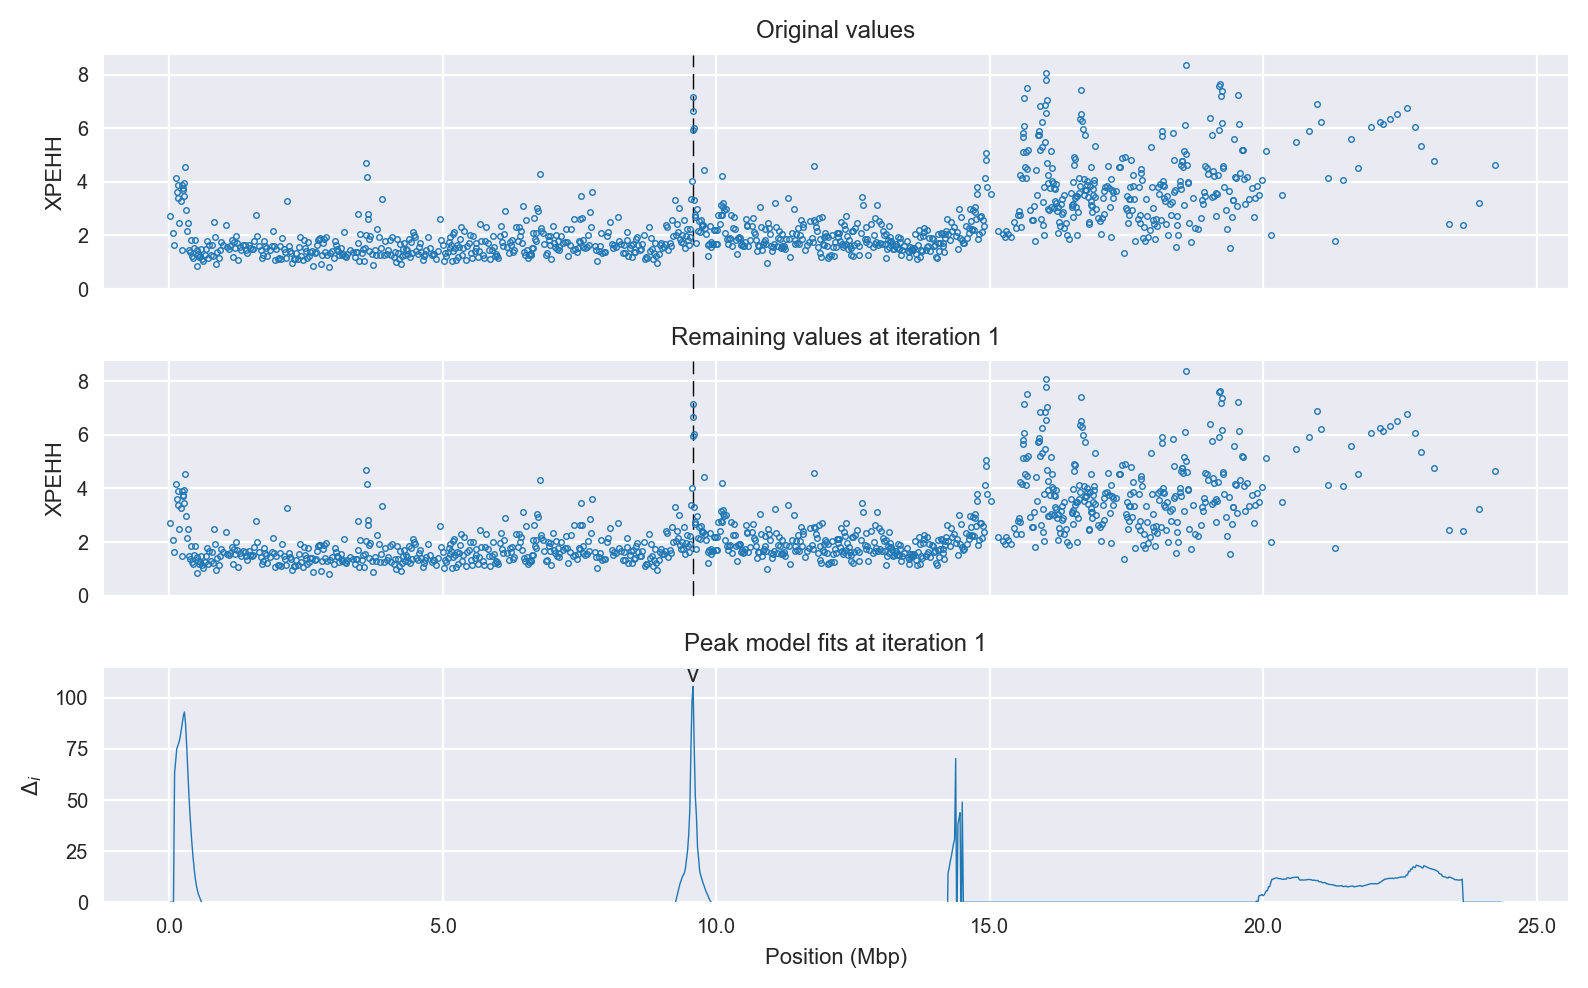 Original values
8
6
4
2
0
XPEHH
Remaining values at iteration 1
8
6
4
2
0
XPEHH
Peak model fits at iteration 1
v
100
75
50
25
0
Δi
0.0 5.0 10.0 15.0 20.0 25.0
Position (Mbp)